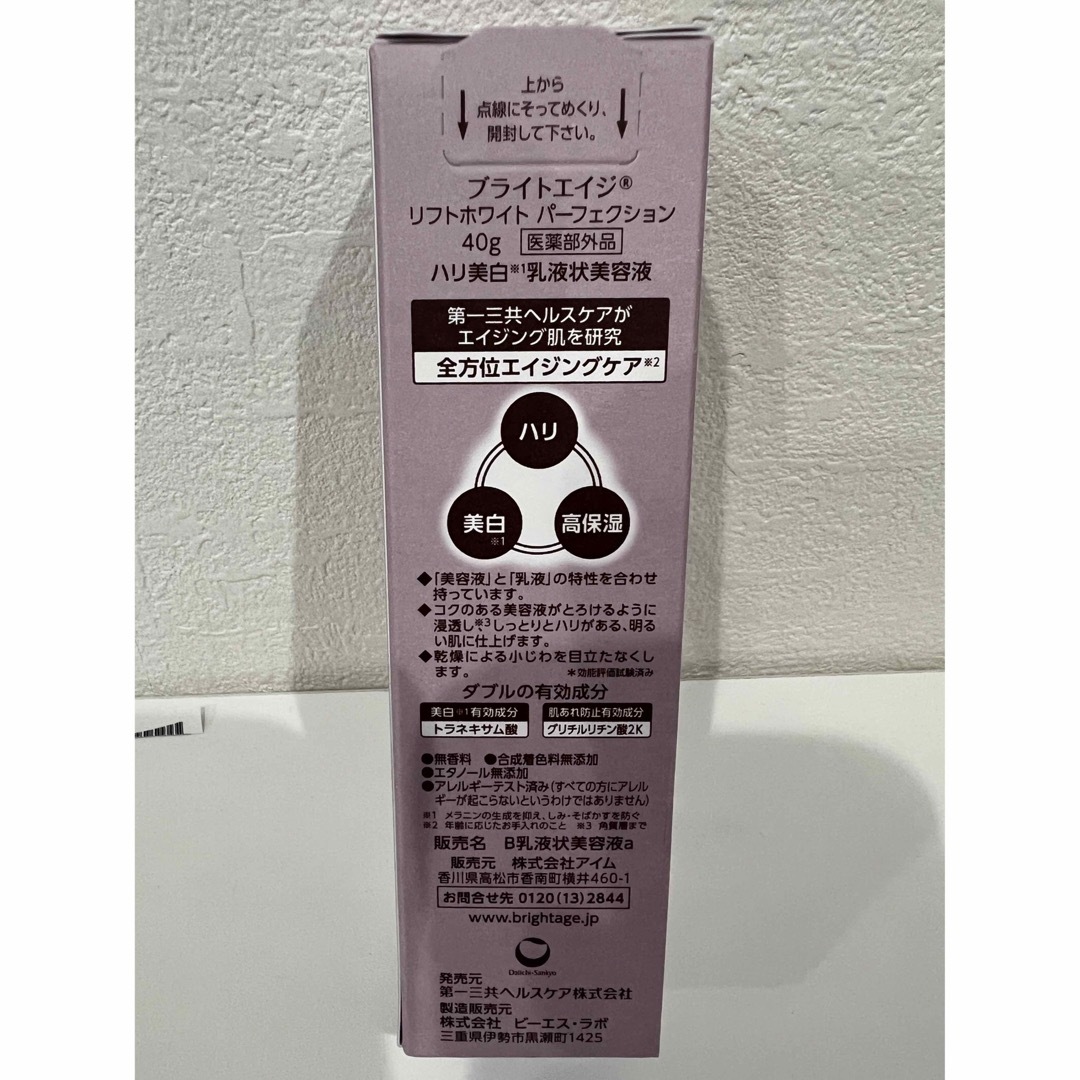 上から
点線にそってめくり、
開封して下さい。
ブライトエイジ®
リフトホワイト パーフェクション
40g 医薬部外品
ハリ美白※1乳液状美容液
第一三共ヘルスケアが
エイジング肌を研究
全方位エイジングケア※2
ハリ
美白※1
高保湿
◆「美容液」と「乳液」の特性を合わせ
持っています。
◆コクのある美容液がとろけるように
浸透し※3、しっとりとハリがある、明る
い肌に仕上げます。
◆乾燥による小じわを目立たなくし
ます。 *効能評価試験済み
ダブルの有効成分
美白※1有効成分 肌あれ防止有効成分
トラネキサム酸 グリチルリチン酸2K
●無香料 ●合成着色料無添加
●エタノール無添加
●アレルギーテスト済み(すべての方にアレル
ギーが起こらないというわけではありません)
※1 メラニンの生成を抑え、しみ・そばかすを防ぐ
※2 年齢に応じたお手入れのこと ※3 角質層まで
販売名 B乳液状美容液a
販売元 株式会社アイム
香川県高松市香南町横井460-1
お問合せ先 0120(13)2844
www.brightage.jp
Daiichi-Sankyo
発売元
第一三共ヘルスケア株式会社
製造販売元
株式会社 ビーエス・ラボ
三重県伊勢市黒瀬町1425